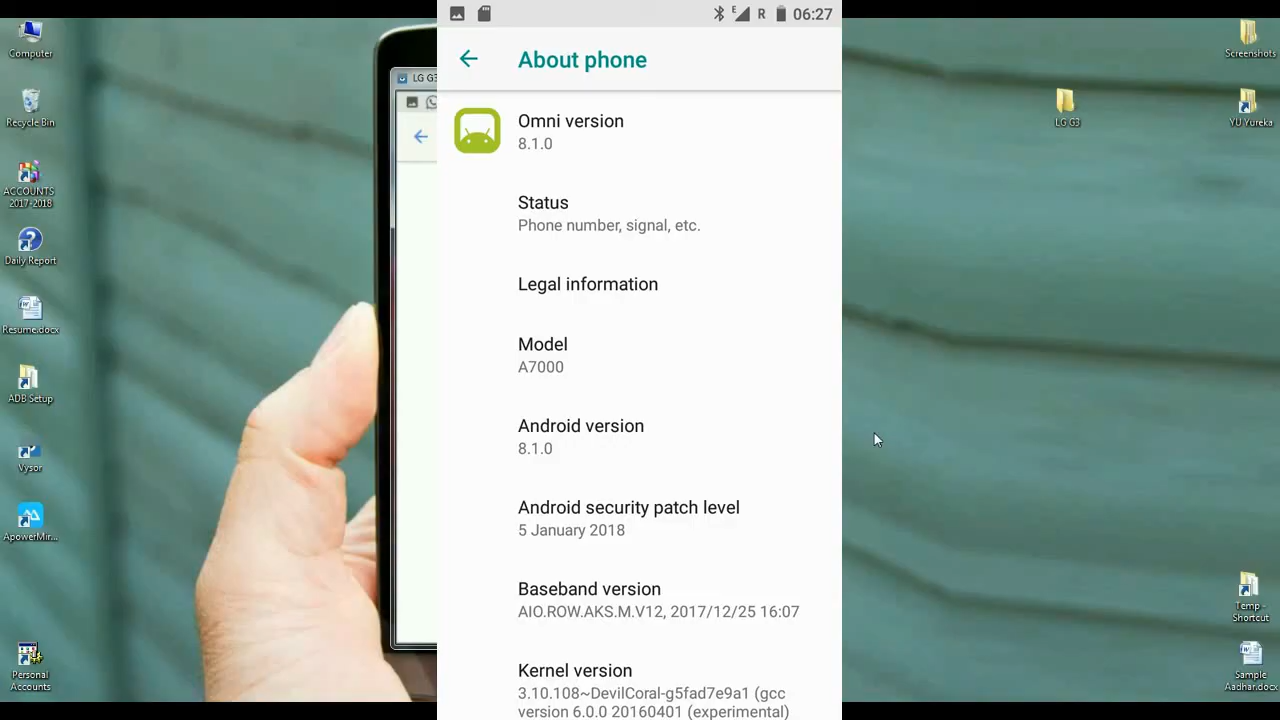 Computer
Recycle Bin
ACCOUNTS
2017-2018
Daily Report
Resume.docx
ADB Setup
Vysor
ApowerMir...
Personal
Accounts
LG G3
E
R
06:27
About phone
Omni version
8.1.0
Status
Phone number, signal, etc.
Legal information
Model
A7000
Android version
8.1.0
Android security patch level
5 January 2018
Baseband version
AIO.ROW.AKS.M.V12, 2017/12/25 16:07
Kernel version
3.10.108~DevilCoral-g5fad7e9a1 (gcc
version 6.0.0 20160401 (experimental)
LG G3
Screenshots
YU Yureka
Temp -
Shortcut
Sample
Aadhar.docx